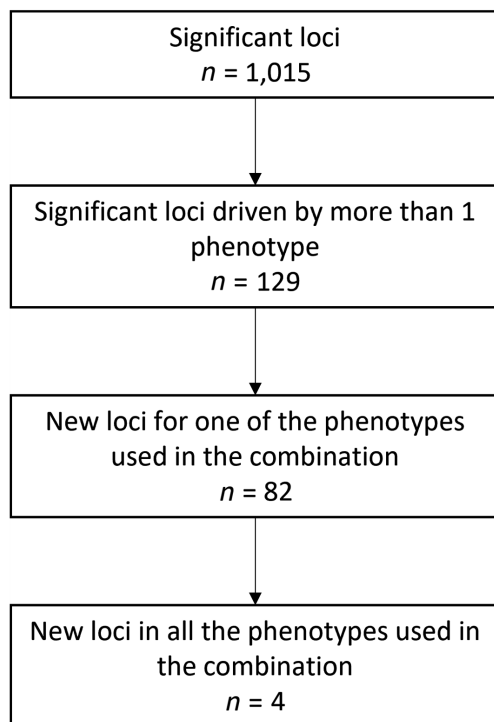 Significant loci
n = 1,015
Significant loci driven by more than 1
phenotype
n = 129
New loci for one of the phenotypes
used in the combination
n = 82
New loci in all the phenotypes used in
the combination
n = 4